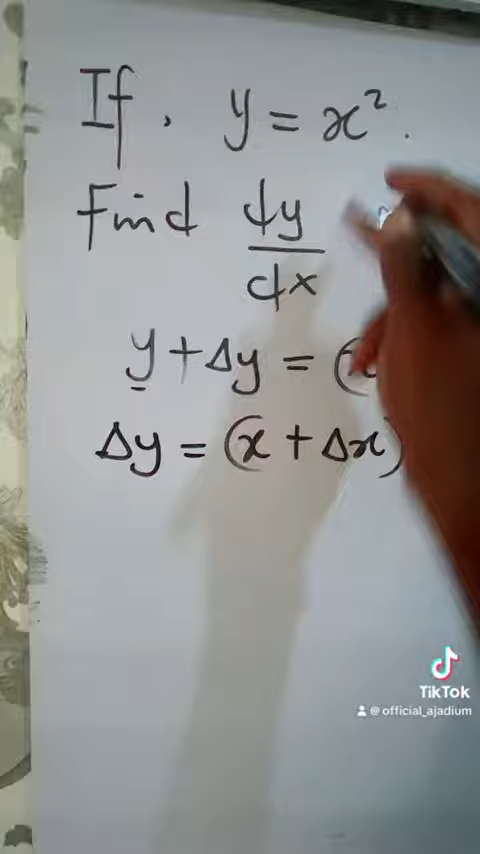 If, y = x².
Find dy/dx
y + Δy = (x
Δy = (x + Δx)
TikTok
@official_ajadium